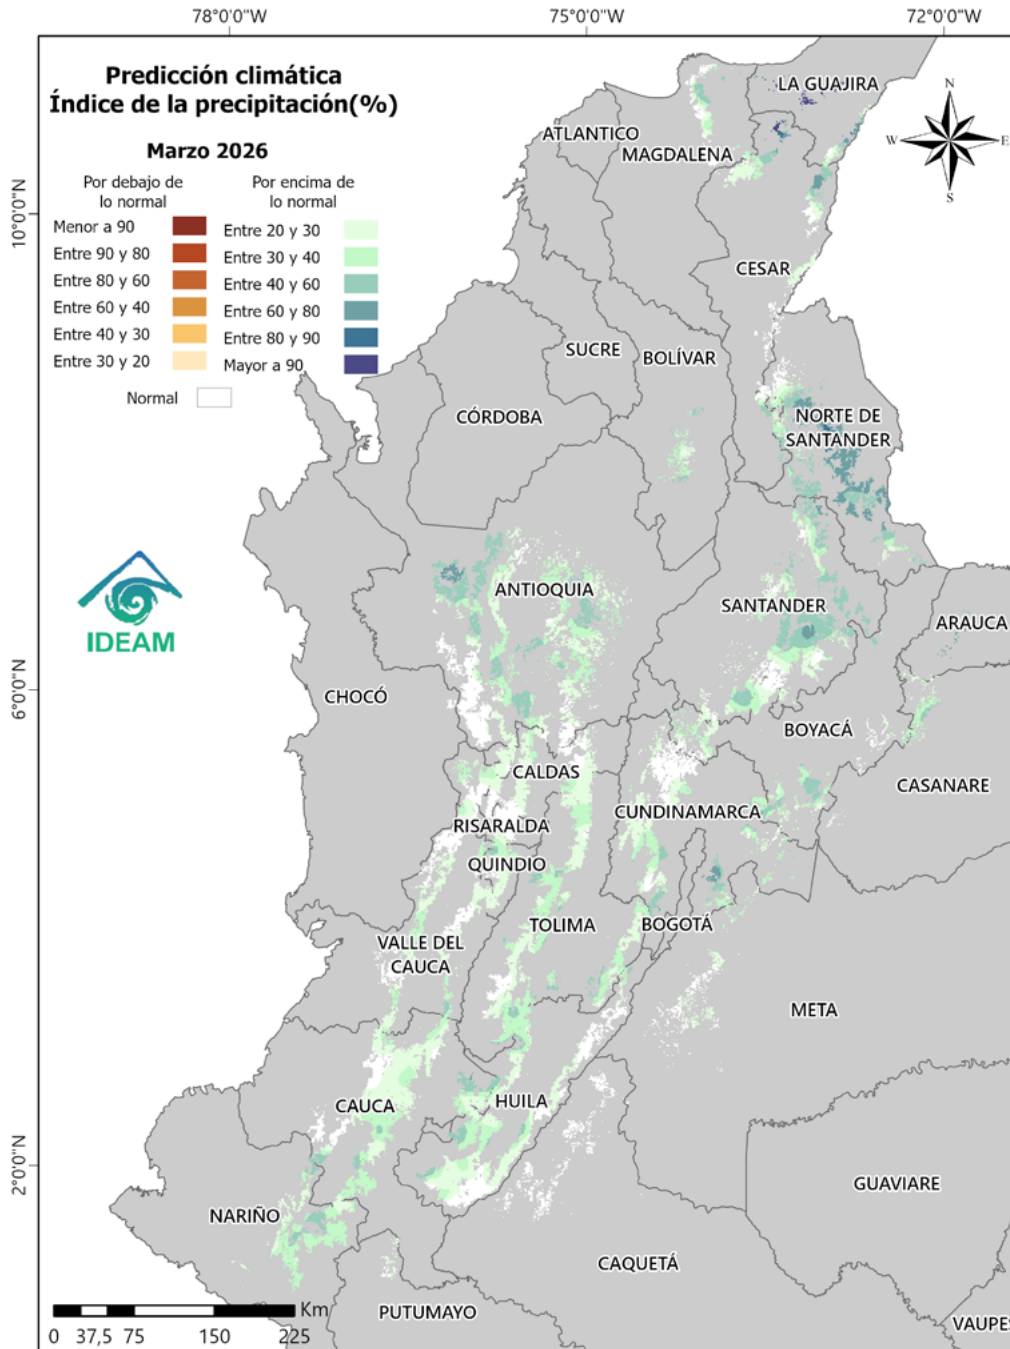 78°0'0"W
75°0'0"W
72°0'0"W
10°0'0"N
6°0'0"N
2°0'0"N
Predicción climática
Índice de la precipitación(%)
Marzo 2026
Por debajo de
lo normal
Menor a 90
Entre 90 y 80
Entre 80 y 60
Entre 60 y 40
Entre 40 y 30
Entre 30 y 20
Por encima de
lo normal
Entre 20 y 30
Entre 30 y 40
Entre 40 y 60
Entre 60 y 80
Entre 80 y 90
Mayor a 90
Normal
N
W
E
S
LA GUAJIRA
ATLANTICO
MAGDALENA
CESAR
SUCRE
BOLÍVAR
CÓRDOBA
NORTE DE
SANTANDER
IDEAM
ANTIOQUIA
SANTANDER
ARAUCA
CHOCÓ
BOYACÁ
CALDAS
CASANARE
CUNDINAMARCA
RISARALDA
QUINDIO
TOLIMA
BOGOTÁ
VALLE DEL
CAUCA
META
CAUCA
HUILA
GUAVIARE
NARIÑO
CAQUETÁ
PUTUMAYO
VAUPES
Km
0 37,5 75 150 225